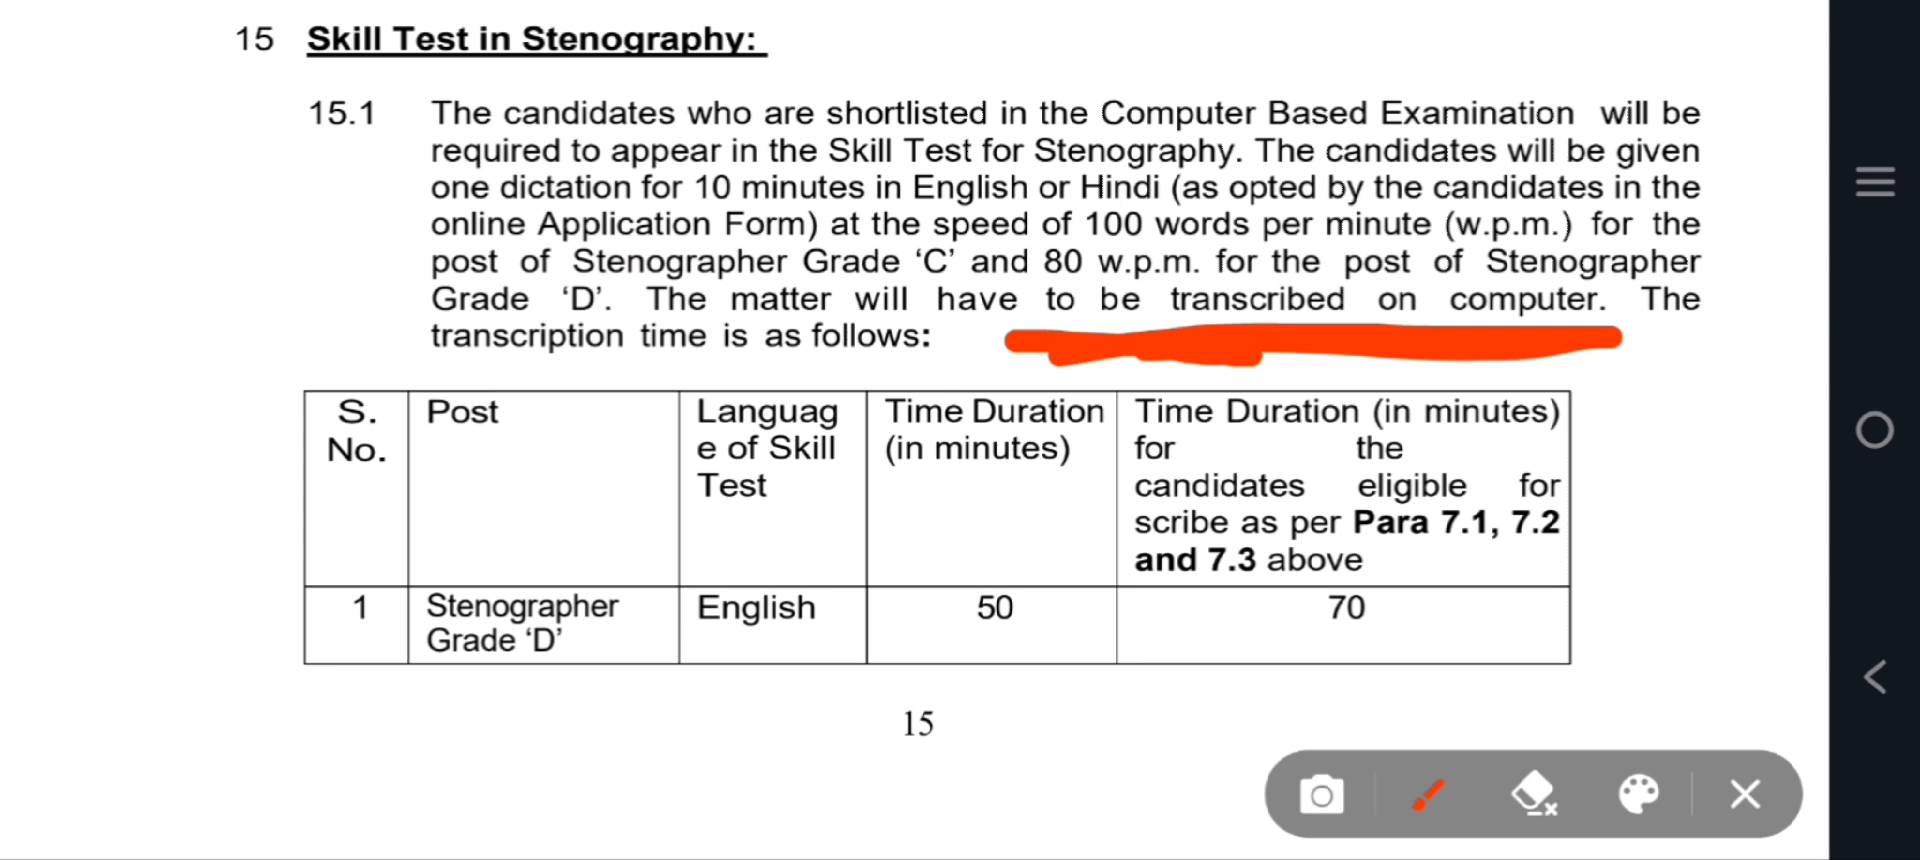 15 Skill Test in Stenography:
15.1 The candidates who are shortlisted in the Computer Based Examination will be
required to appear in the Skill Test for Stenography. The candidates will be given
one dictation for 10 minutes in English or Hindi (as opted by the candidates in the
online Application Form) at the speed of 100 words per minute (w.p.m.) for the
post of Stenographer Grade ‘C’ and 80 w.p.m. for the post of Stenographer
Grade ‘D’. The matter will have to be transcribed on computer. The
transcription time is as follows:
S. No. Post Languag e of Skill Test Time Duration (in minutes) Time Duration (in minutes) for the candidates eligible for scribe as per Para 7.1, 7.2 and 7.3 above
1 Stenographer Grade ‘D’ English 50 70
15